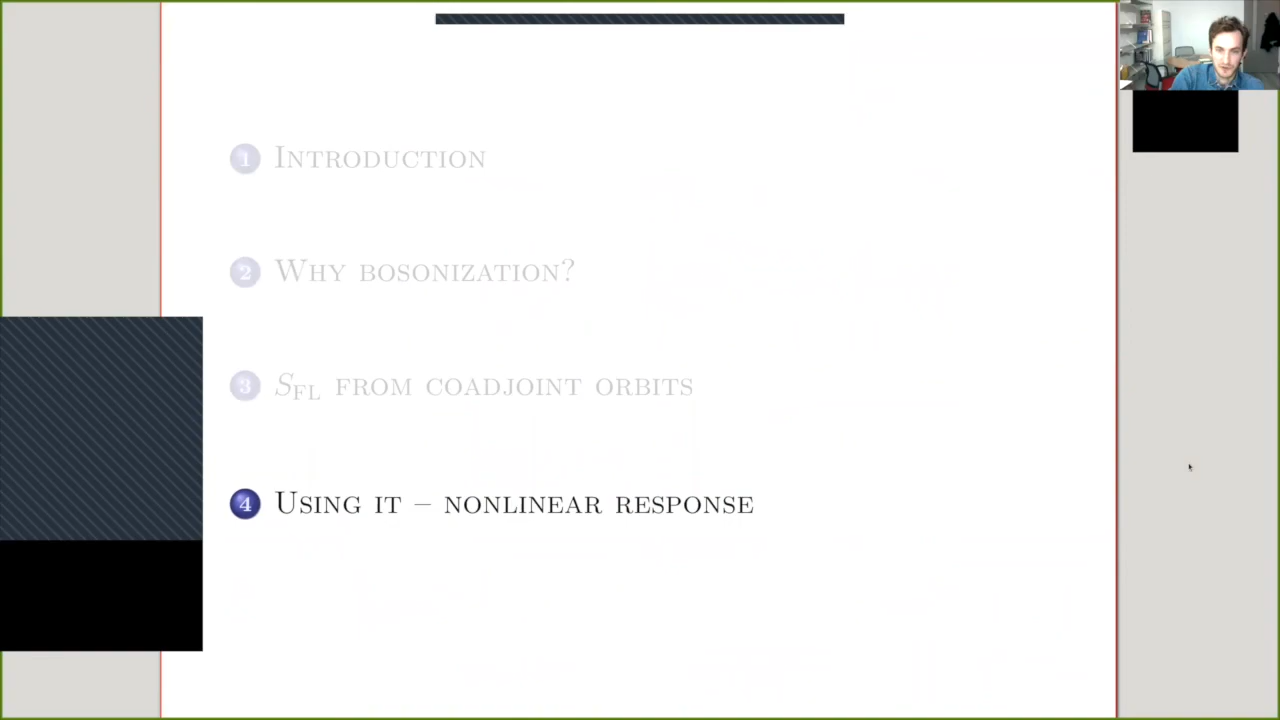 1 Introduction
2 Why bosonization?
3 S_FL from coadjoint orbits
4 Using it – nonlinear response